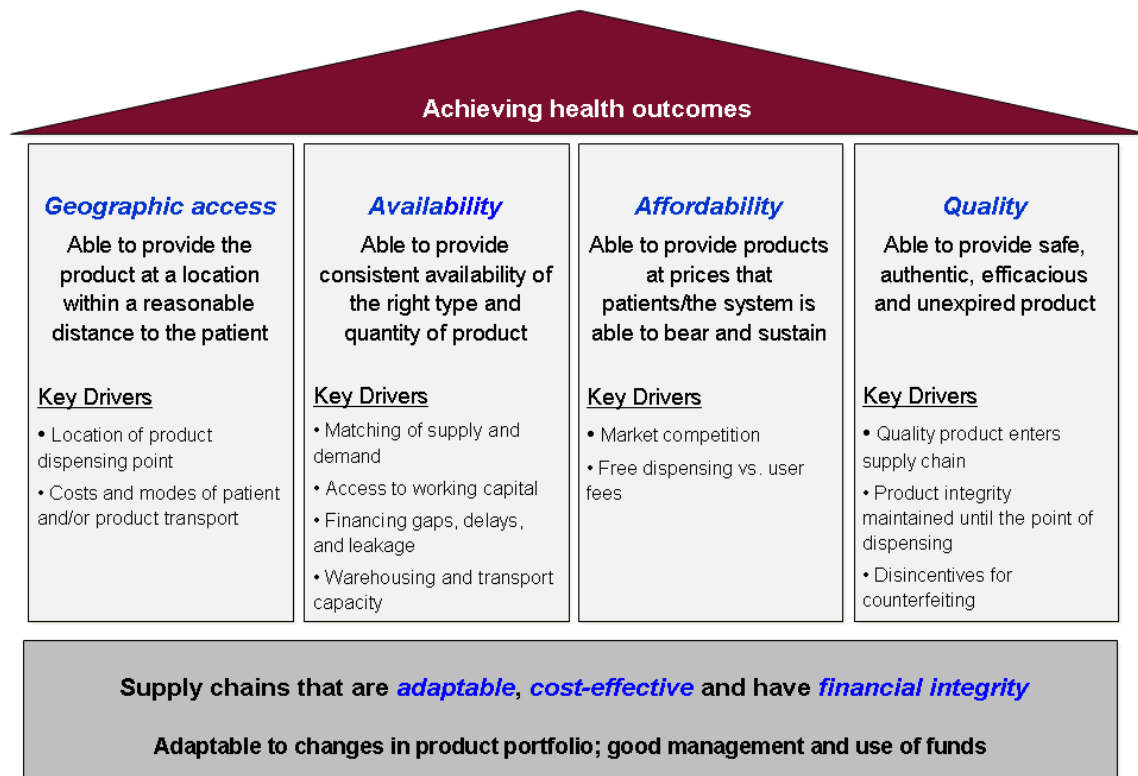 Achieving health outcomes
Geographic access
Able to provide the
product at a location
within a reasonable
distance to the patient
Key Drivers
• Location of product
dispensing point
• Costs and modes of patient
and/or product transport
Availability
Able to provide
consistent availability of
the right type and
quantity of product
Key Drivers
• Matching of supply and
demand
• Access to working capital
• Financing gaps, delays,
and leakage
• Warehousing and transport
capacity
Affordability
Able to provide products
at prices that
patients/the system is
able to bear and sustain
Key Drivers
• Market competition
• Free dispensing vs. user
fees
Quality
Able to provide safe,
authentic, efficacious
and unexpired product
Key Drivers
• Quality product enters
supply chain
• Product integrity
maintained until the point of
dispensing
• Disincentives for
counterfeiting
Supply chains that are adaptable, cost-effective and have financial integrity
Adaptable to changes in product portfolio; good management and use of funds